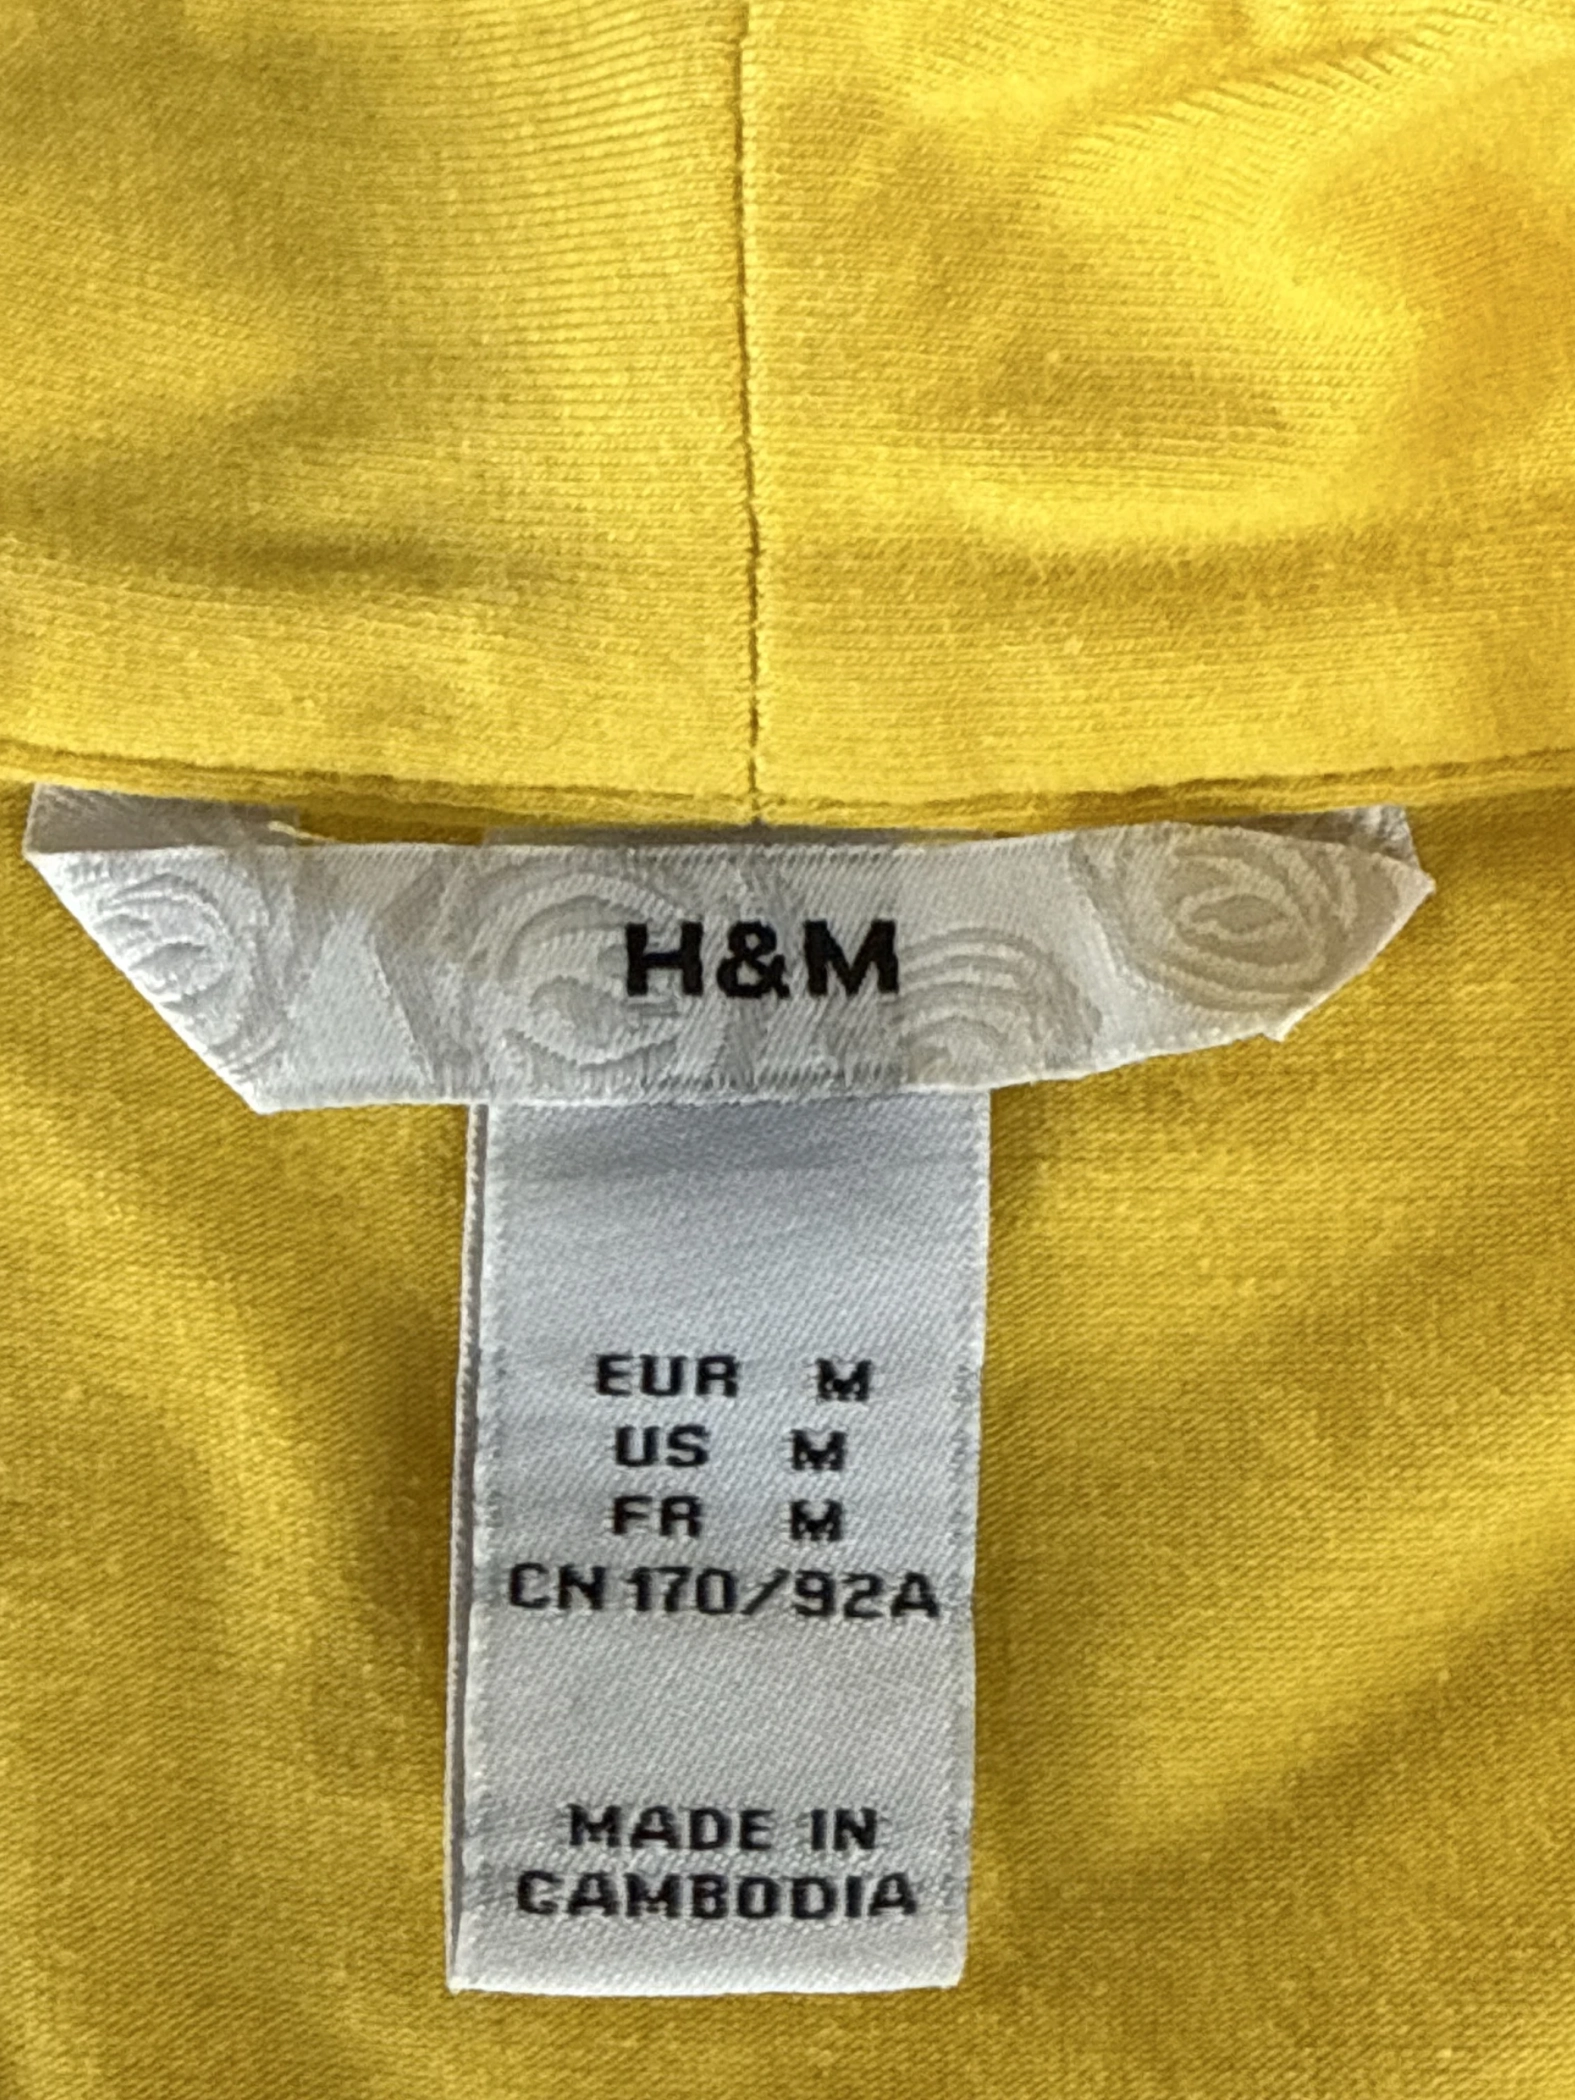 H&M
EUR M
US M
FR M
CN 170/92A
MADE IN
CAMBODIA